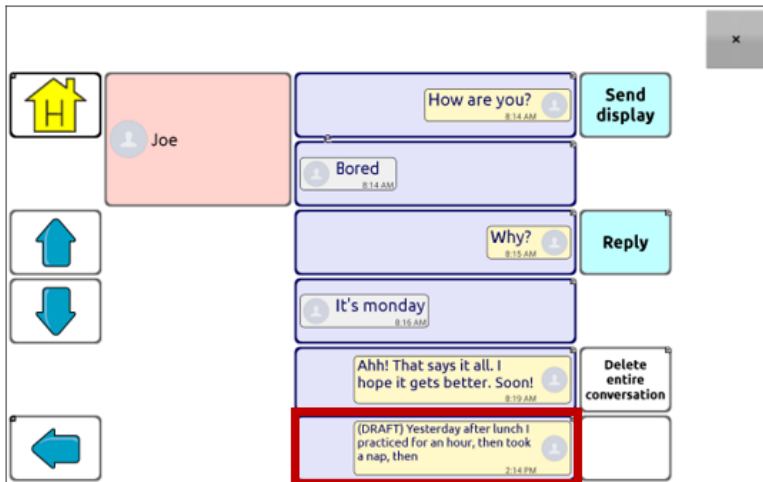 ×
H
Joe
How are you?
8:14 AM
Send
display
Bored
8:14 AM
Why?
8:15 AM
Reply
It's monday
8:16 AM
Ahh! That says it all. I
hope it gets better. Soon!
8:19 AM
Delete
entire
conversation
(DRAFT) Yesterday after lunch I
practiced for an hour, then took
a nap, then
2:14 PM